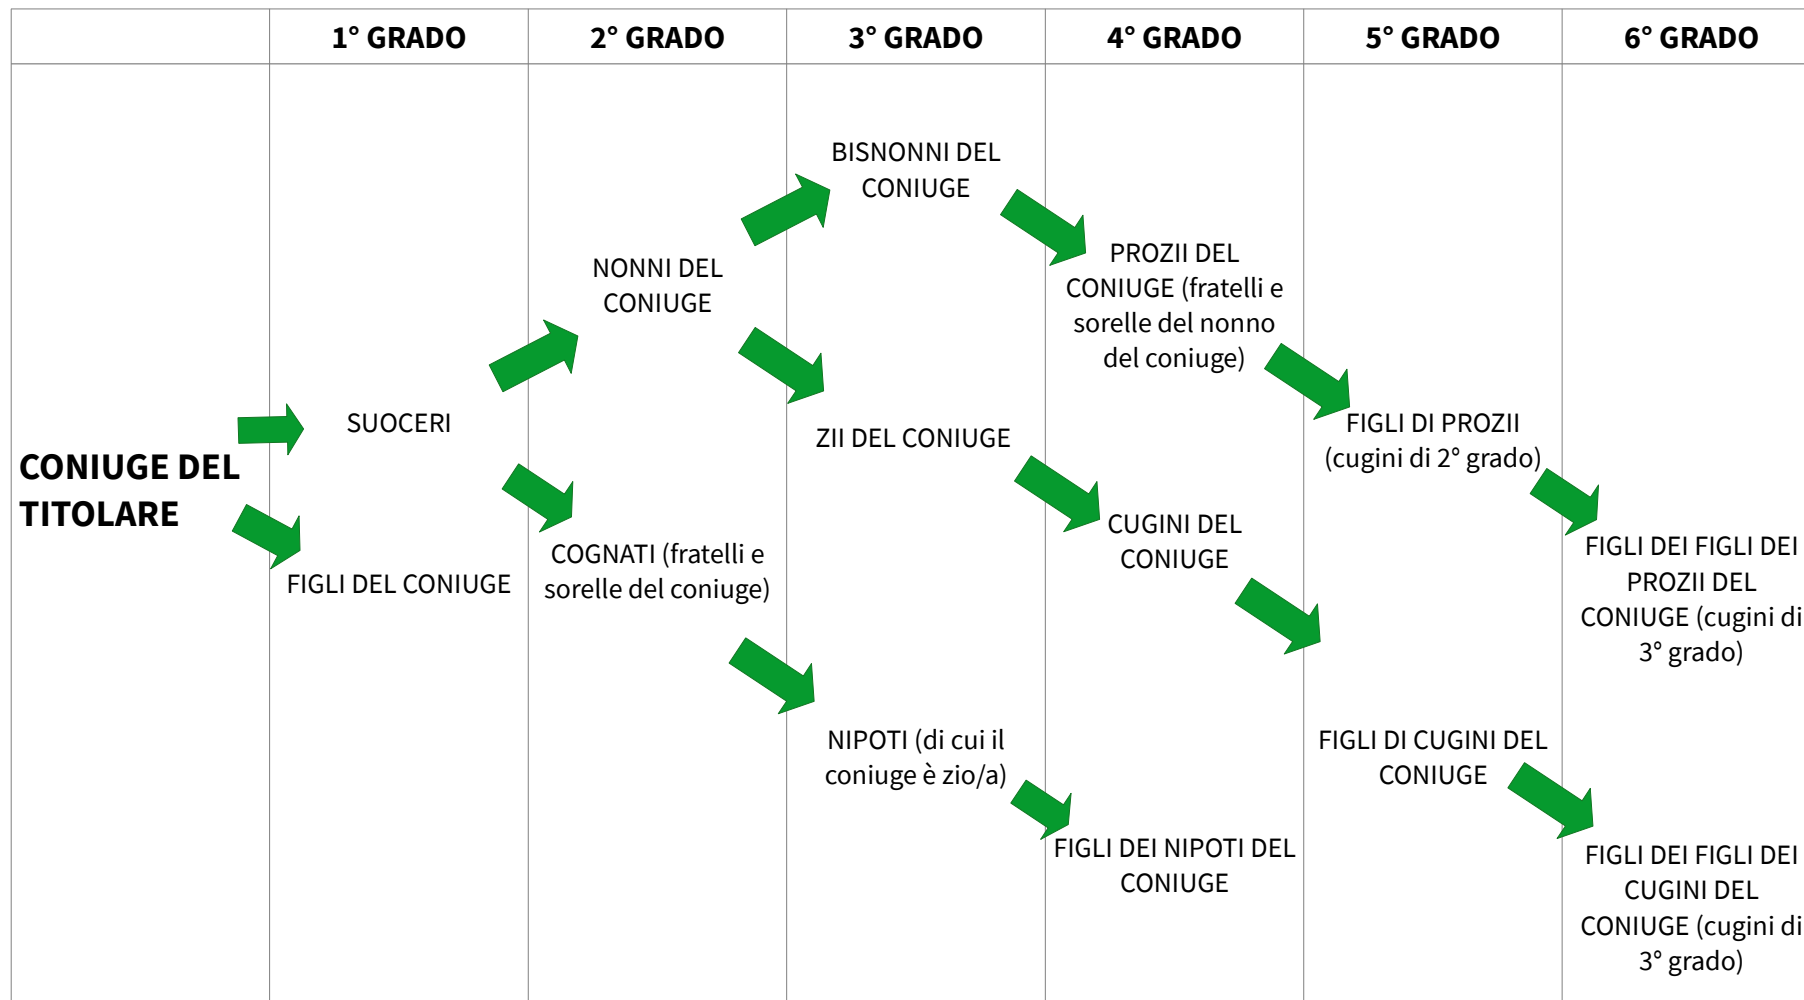 1° GRADO
2° GRADO
3° GRADO
4° GRADO
5° GRADO
6° GRADO
CONIUGE DEL
TITOLARE
SUOCERI
FIGLI DEL CONIUGE
NONNI DEL
CONIUGE
COGNATI (fratelli e
sorelle del coniuge)
BISNONNI DEL
CONIUGE
ZII DEL CONIUGE
NIPOTI (di cui il
coniuge è zio/a)
PROZII DEL
CONIUGE (fratelli e
sorelle del nonno
del coniuge)
CUGINI DEL
CONIUGE
FIGLI DEI NIPOTI DEL
CONIUGE
FIGLI DI PROZII
(cugini di 2° grado)
FIGLI DI CUGINI DEL
CONIUGE
FIGLI DEI FIGLI DEI
PROZII DEL
CONIUGE (cugini di
3° grado)
FIGLI DEI FIGLI DEI
CUGINI DEL
CONIUGE (cugini di
3° grado)